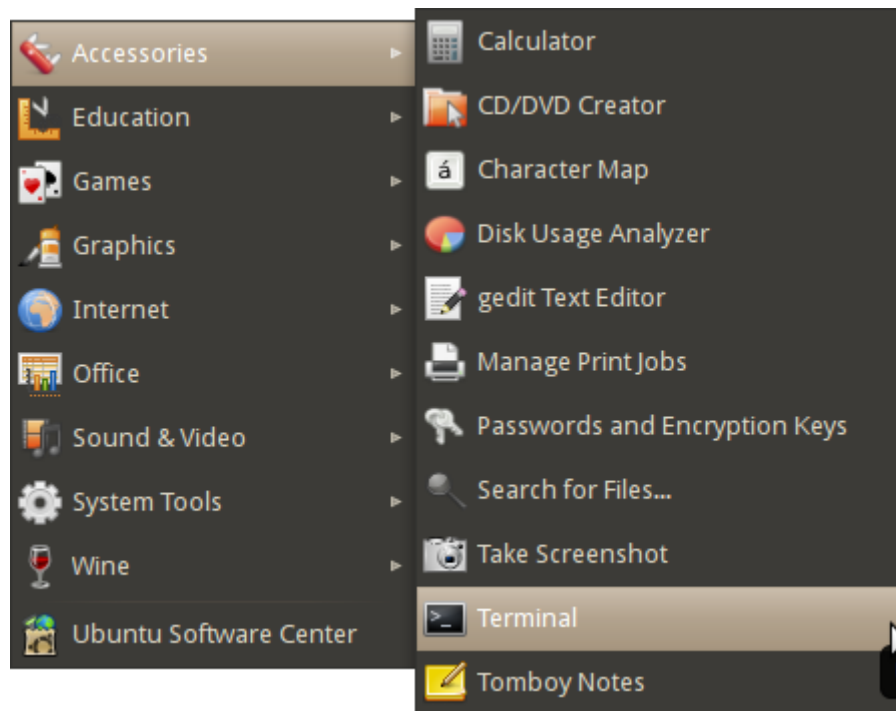 Accessories
Education
Games
Graphics
Internet
Office
Sound & Video
System Tools
Wine
Ubuntu Software Center
Calculator
CD/DVD Creator
á
Character Map
Disk Usage Analyzer
gedit Text Editor
Manage Print Jobs
Passwords and Encryption Keys
Search for Files...
Take Screenshot
>_
Terminal
Tomboy Notes